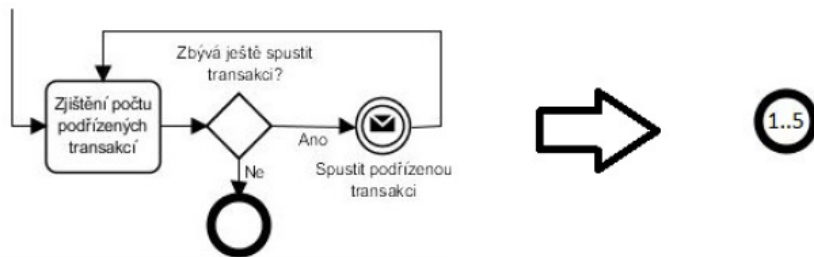 Zbývá ještě spustit
transakci?
Zjištění počtu
podřízených
transakcí
Ano
Ne
Spustit podřízenou
transakci
1..5